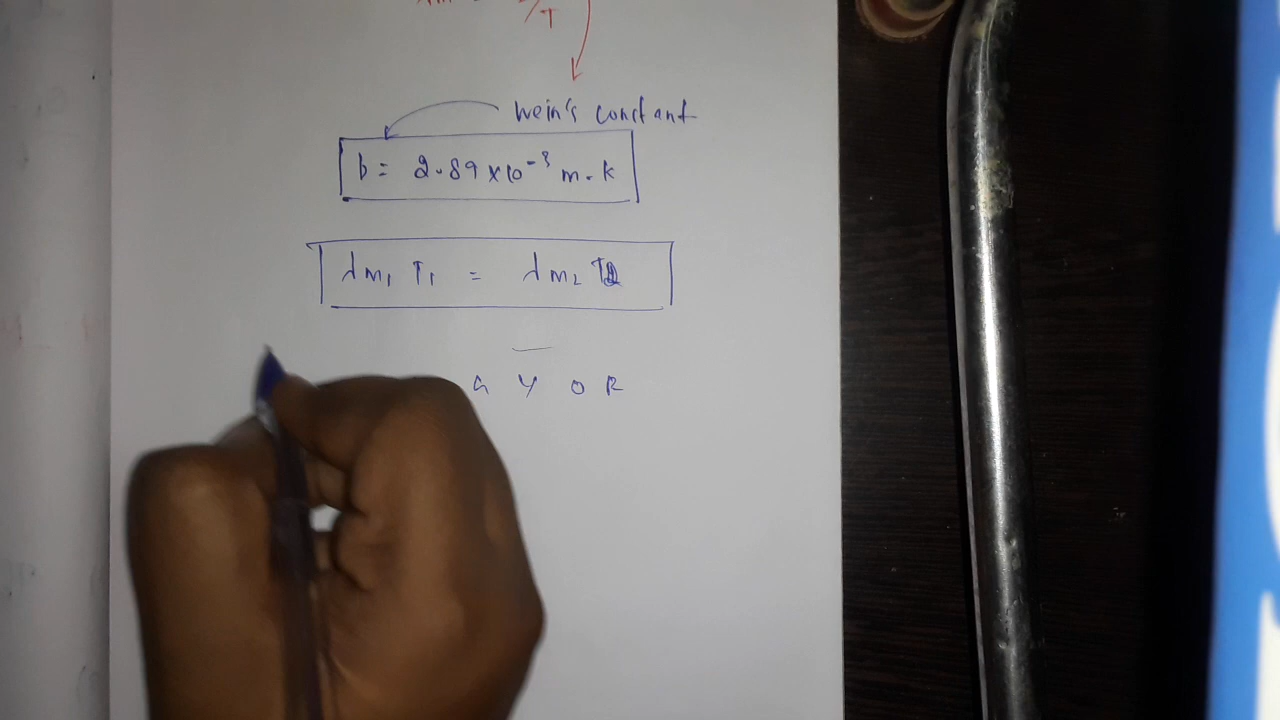 /T
wein's constant
b = 2.89 x 10⁻³ m.k
λm₁ T₁ = λm₂ T₂
G Y O R